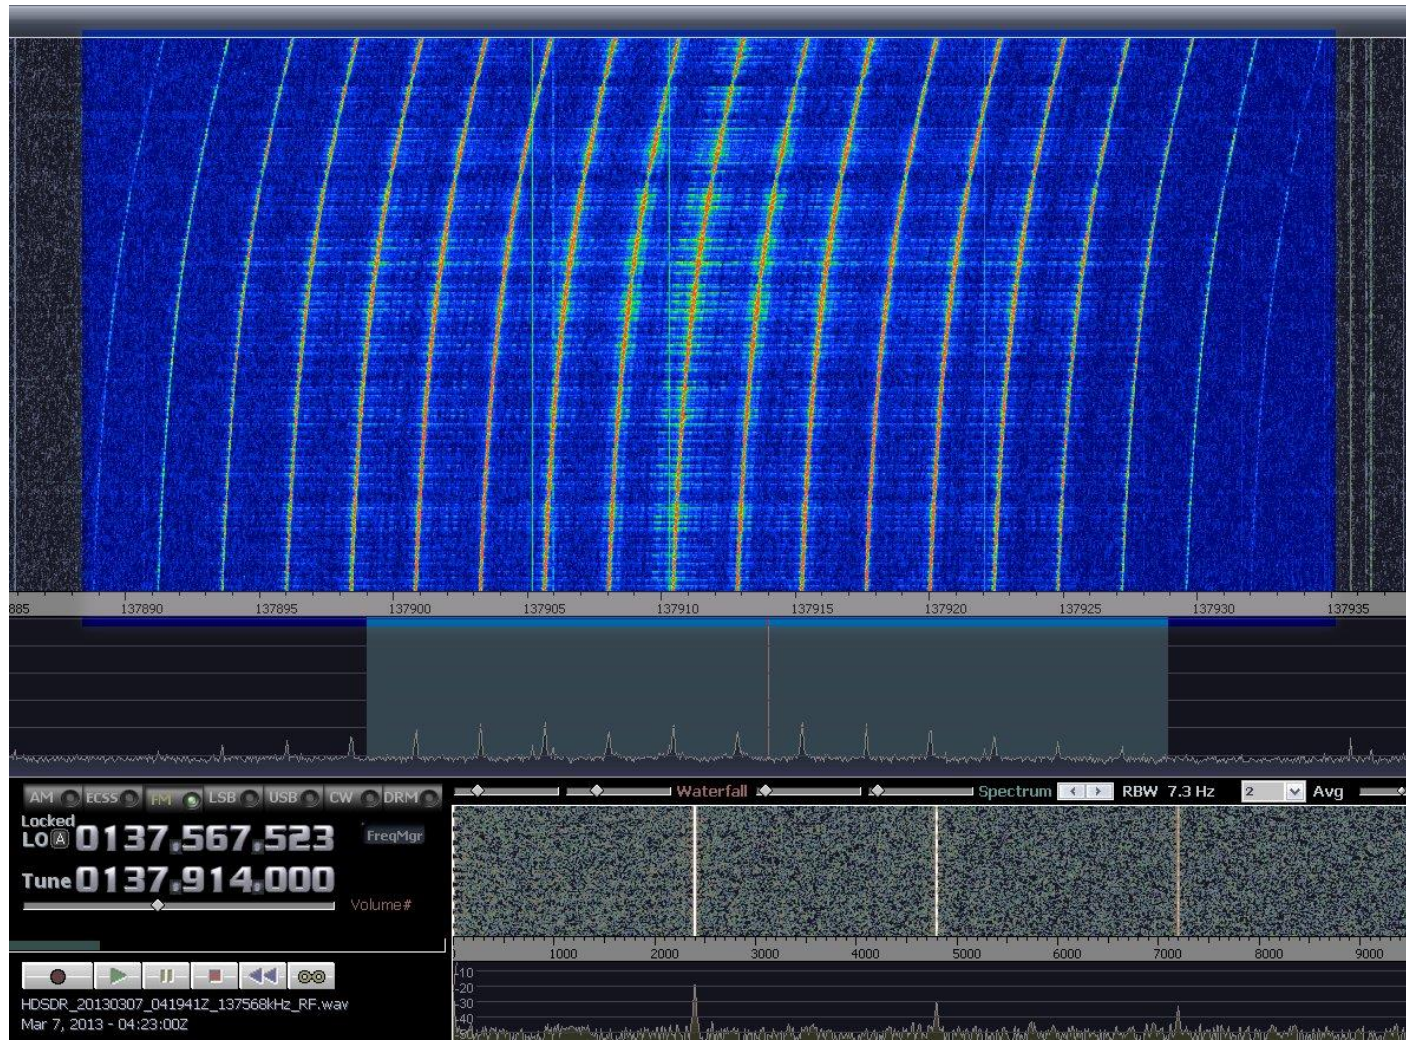 885 137890 137895 137900 137905 137910 137915 137920 137925 137930 137935
AM ECSS FM LSB USB CW DRM
Waterfall Spectrum RBW 7.3 Hz 2 Avg
Locked
LO A 0137.567.523 FreqMgr
Tune 0137.914.000
Volume#
1000 2000 3000 4000 5000 6000 7000 8000 9000
-10
-20
-30
-40
-50
HDSDR_20130307_041941Z_137568kHz_RF.wav
Mar 7, 2013 - 04:23:00Z